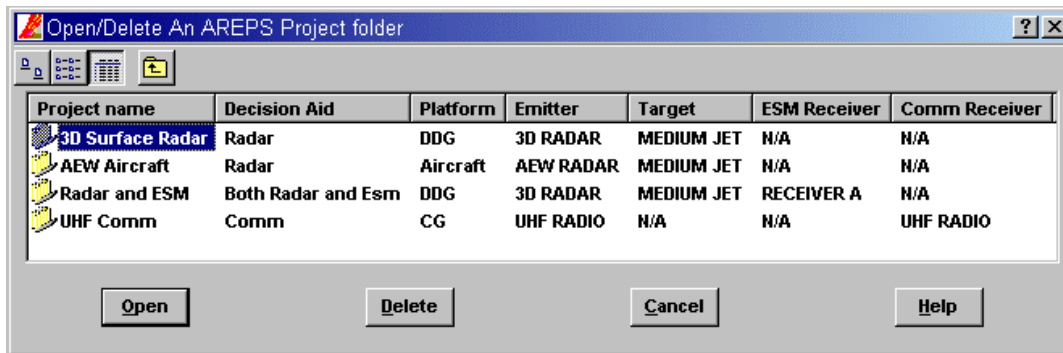 Open/Delete An AREPS Project folder
Project name Decision Aid Platform Emitter Target ESM Receiver Comm Receiver
3D Surface Radar Radar DDG 3D RADAR MEDIUM JET N/A N/A
AEW Aircraft Radar Aircraft AEW RADAR MEDIUM JET N/A N/A
Radar and ESM Both Radar and Esm DDG 3D RADAR MEDIUM JET RECEIVER A N/A
UHF Comm Comm CG UHF RADIO N/A N/A UHF RADIO
Open Delete Cancel Help